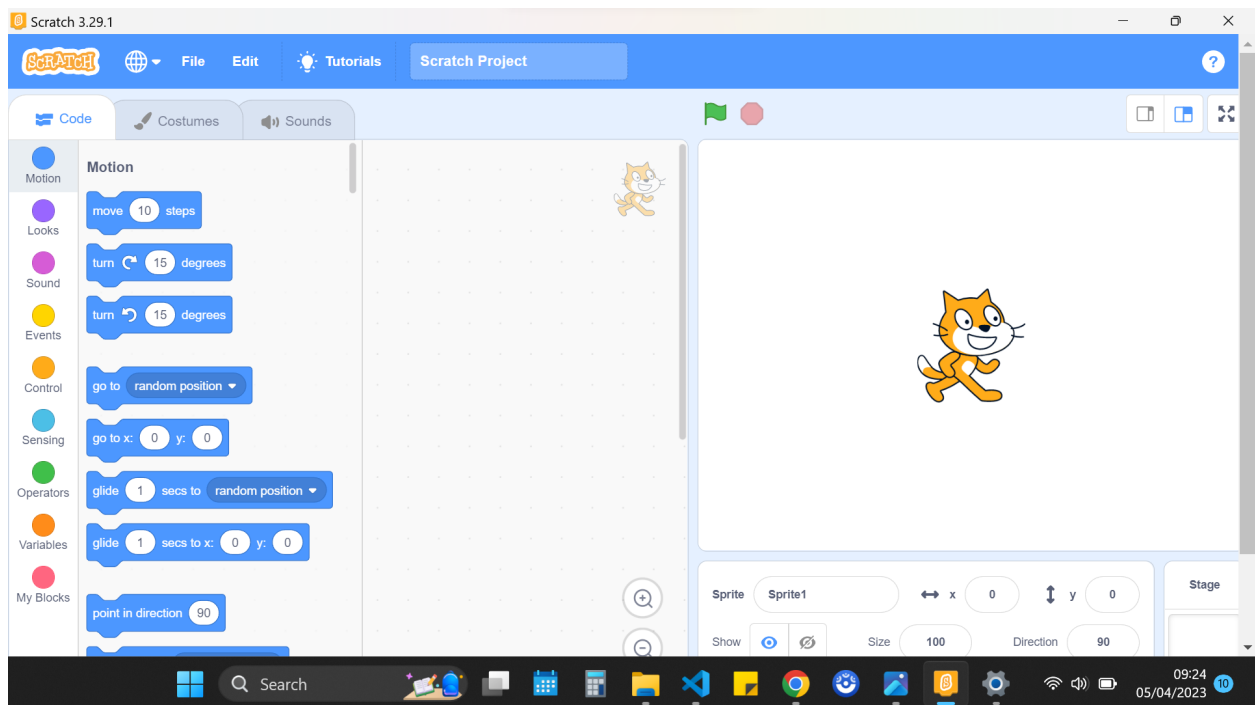 Scratch 3.29.1
SCRATCH File Edit Tutorials Scratch Project ?
Code Costumes Sounds
Motion
Looks
Sound
Events
Control
Sensing
Operators
Variables
My Blocks
Motion
move 10 steps
turn 15 degrees
turn 15 degrees
go to random position
go to x: 0 y: 0
glide 1 secs to random position
glide 1 secs to x: 0 y: 0
point in direction 90
Sprite Sprite1 x 0 y 0
Show Size 100 Direction 90
Stage
Search
09:24
05/04/2023 10